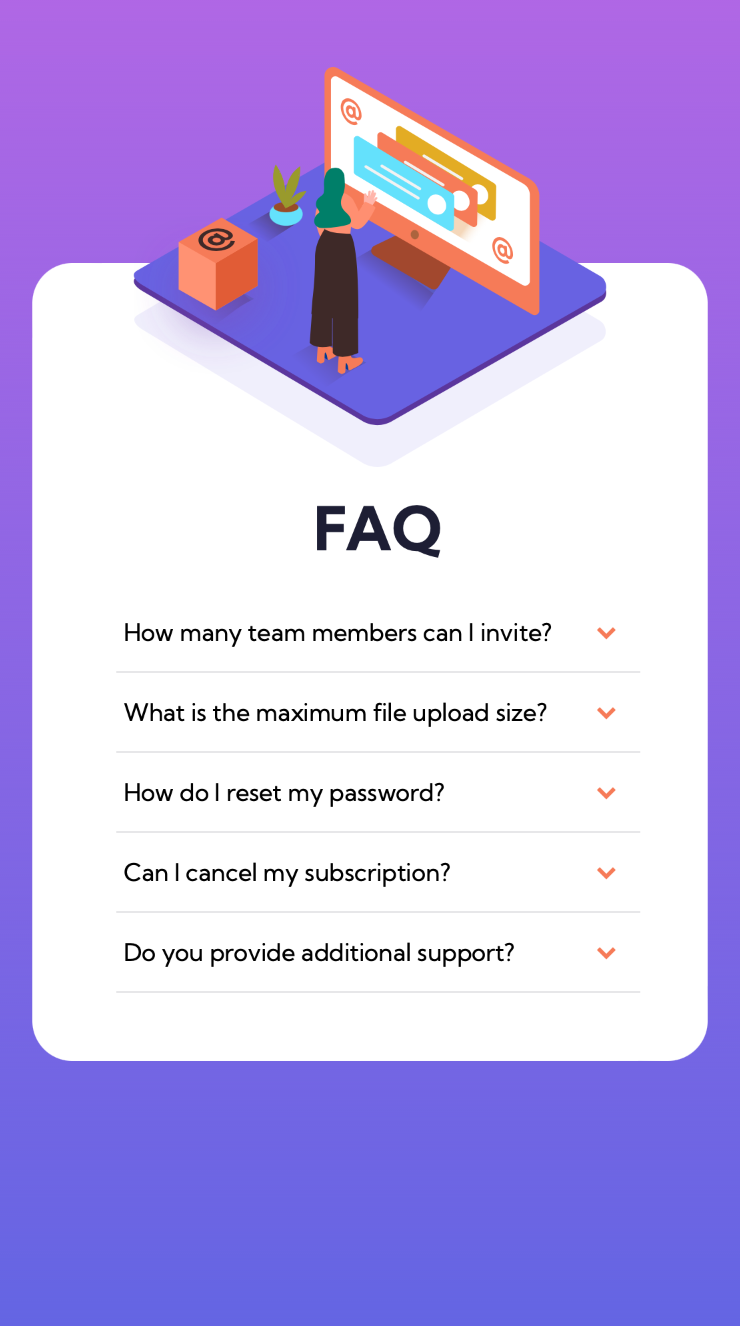 @
@
@
FAQ
How many team members can I invite?
What is the maximum file upload size?
How do I reset my password?
Can I cancel my subscription?
Do you provide additional support?